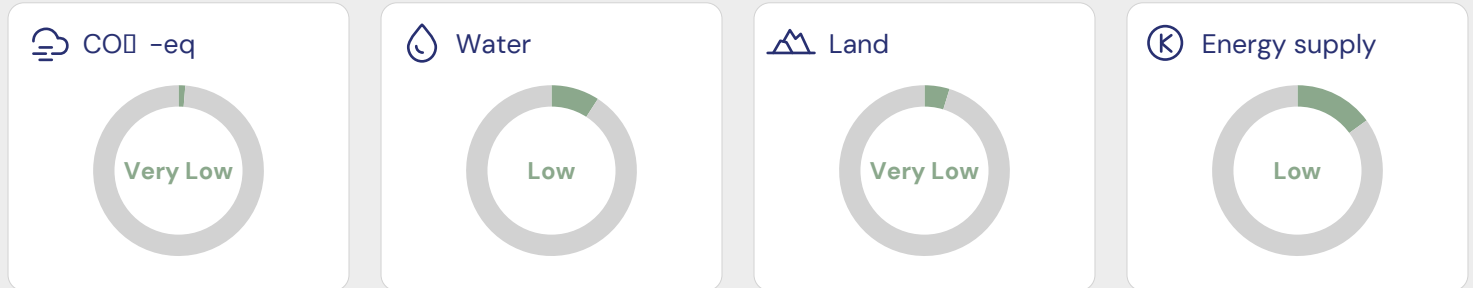 CO▯ -eq
Water
Land
Energy supply
Very Low
Low
Very Low
Low